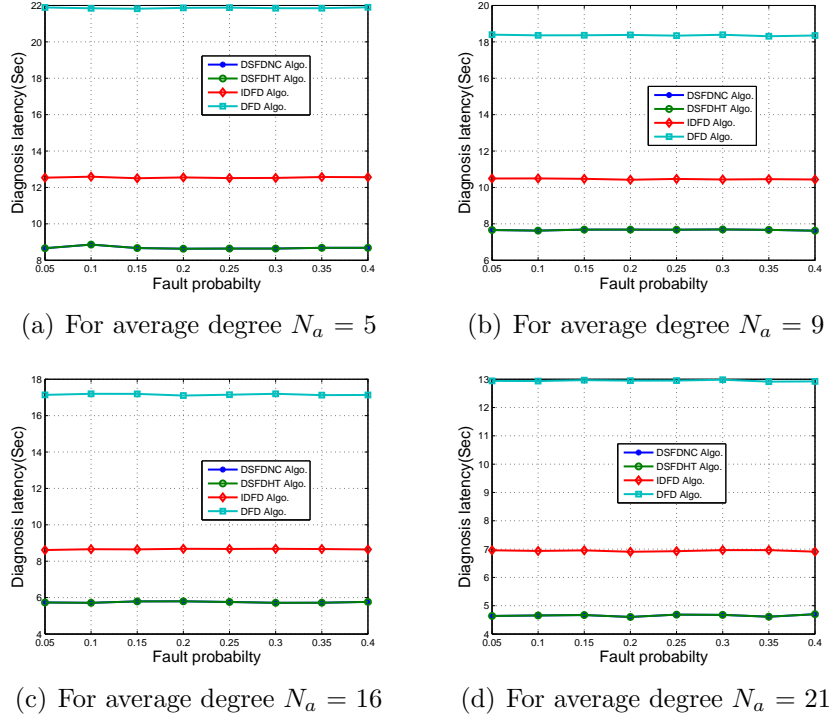 22
20
18
16
14
12
10
8
Diagnosis latency(Sec)
DSFDNC Algo.
DSFDHT Algo.
IDFD Algo.
DFD Algo.
0.05 0.1 0.15 0.2 0.25 0.3 0.35 0.4
Fault probabilty
6
(a) For average degree N_a = 5
20
18
16
14
12
10
8
6
4
Diagnosis latency(Sec)
DSFDNC Algo.
DSFDHT Algo.
IDFD Algo.
DFD Algo.
0.05 0.1 0.15 0.2 0.25 0.3 0.35 0.4
Fault probabilty
(b) For average degree N_a = 9
18
16
14
12
10
8
6
4
Diagnosis latency(Sec)
DSFDNC Algo.
DSFDHT Algo.
IDFD Algo.
DFD Algo.
0.05 0.1 0.15 0.2 0.25 0.3 0.35 0.4
Fault probabilty
(c) For average degree N_a = 16
13
12
11
10
9
8
7
6
5
4
Diagnosis latency(Sec)
DSFDNC Algo.
DSFDHT Algo.
IDFD Algo.
DFD Algo.
0.05 0.1 0.15 0.2 0.25 0.3 0.35 0.4
Fault probabilty
(d) For average degree N_a = 21